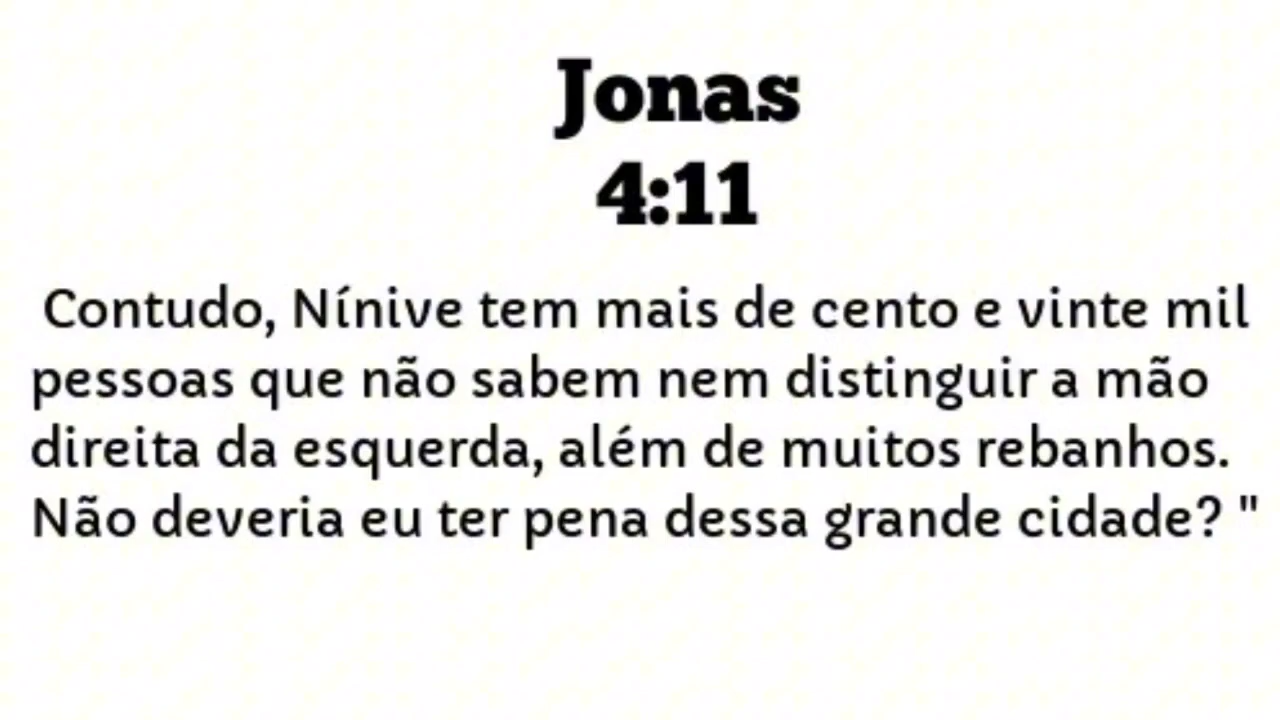 Jonas
4:11
Contudo, Nínive tem mais de cento e vinte mil
pessoas que não sabem nem distinguir a mão
direita da esquerda, além de muitos rebanhos.
Não deveria eu ter pena dessa grande cidade? "